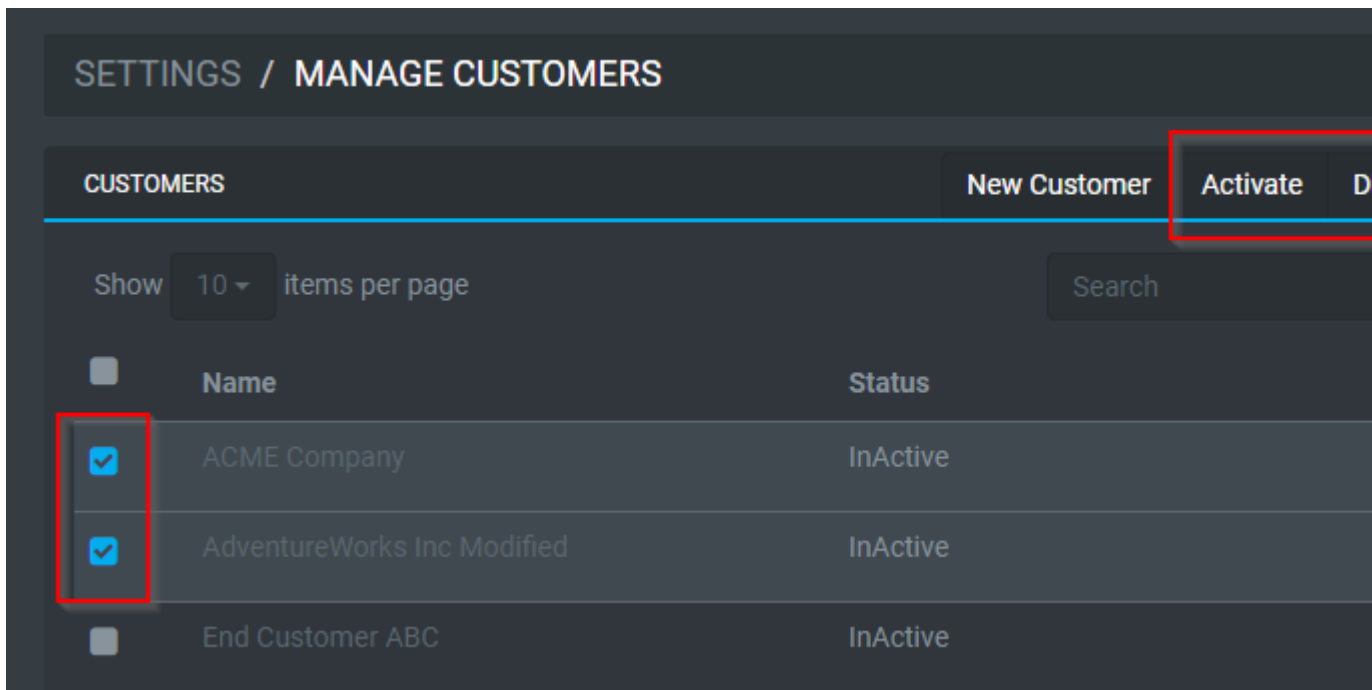 SETTINGS / MANAGE CUSTOMERS
CUSTOMERS New Customer Activate D
Show 10 items per page Search
Name Status
ACME Company InActive
AdventureWorks Inc Modified InActive
End Customer ABC InActive